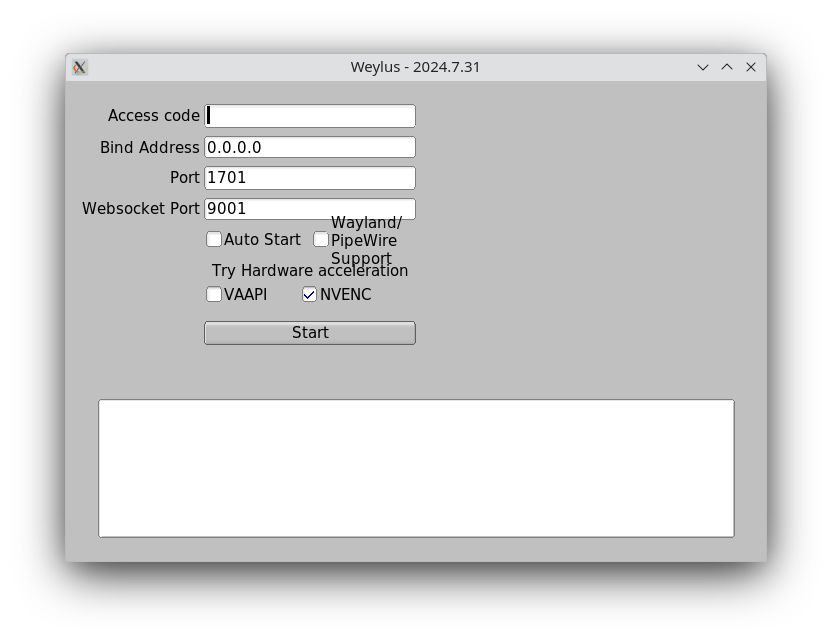 Weylus - 2024.7.31
Access code
Bind Address 0.0.0.0
Port 1701
Websocket Port 9001
Auto Start Wayland/
PipeWire
Support
Try Hardware acceleration
VAAPI NVENC
Start